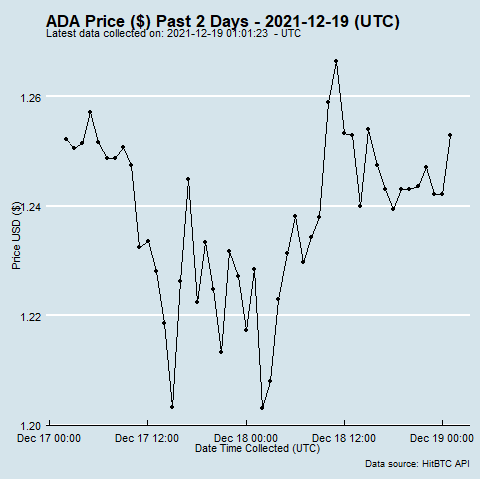 ADA Price ($) Past 2 Days - 2021-12-19 (UTC)
Latest data collected on: 2021-12-19 01:01:23 - UTC
1.26
1.24
Price USD ($)
1.22
1.20
Dec 17 00:00 Dec 17 12:00 Dec 18 00:00 Dec 18 12:00 Dec 19 00:00
Date Time Collected (UTC)
Data source: HitBTC API